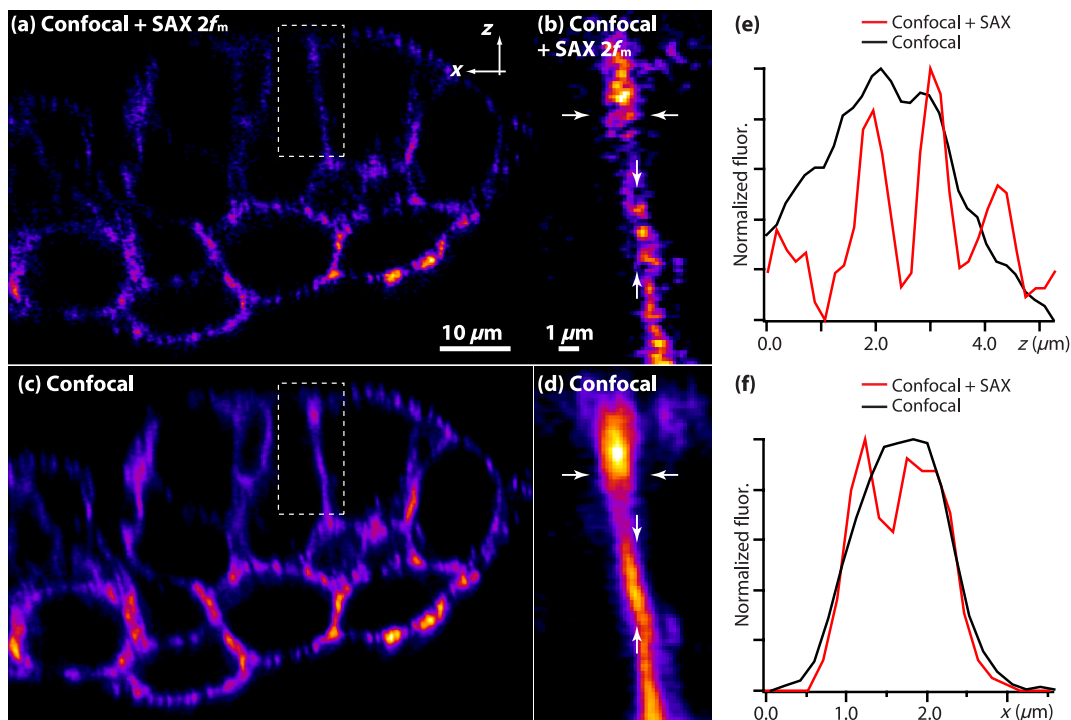 (a) Confocal + SAX 2fm
z
x
10 μm
(b) Confocal
+ SAX 2fm
1 μm
(c) Confocal
(d) Confocal
(e)
Confocal + SAX
Confocal
Normalized fluor.
0.0 2.0 4.0 z (μm)
(f)
Confocal + SAX
Confocal
Normalized fluor.
0.0 1.0 2.0 x (μm)